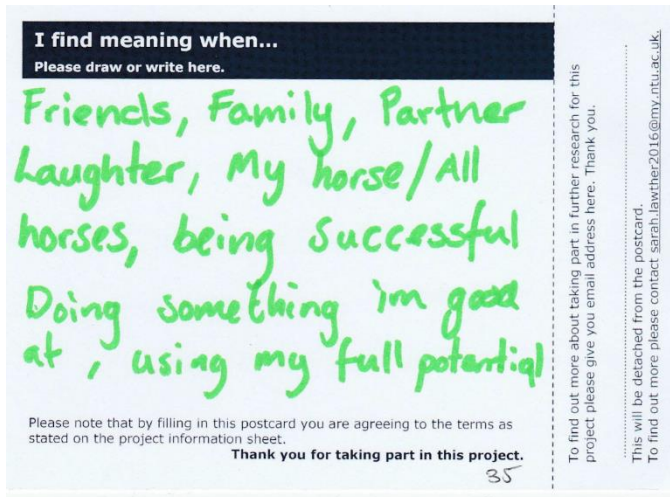 I find meaning when...
Please draw or write here.
Friends, Family, Partner
Laughter, My horse/All
horses, being successful
Doing something im good
at, using my full potential
Please note that by filling in this postcard you are agreeing to the terms as
stated on the project information sheet.
Thank you for taking part in this project.
35
To find out more about taking part in further research for this
project please give you email address here. Thank you.
This will be detached from the postcard.
To find out more please contact sarah.lawther2016@my.ntu.ac.uk.